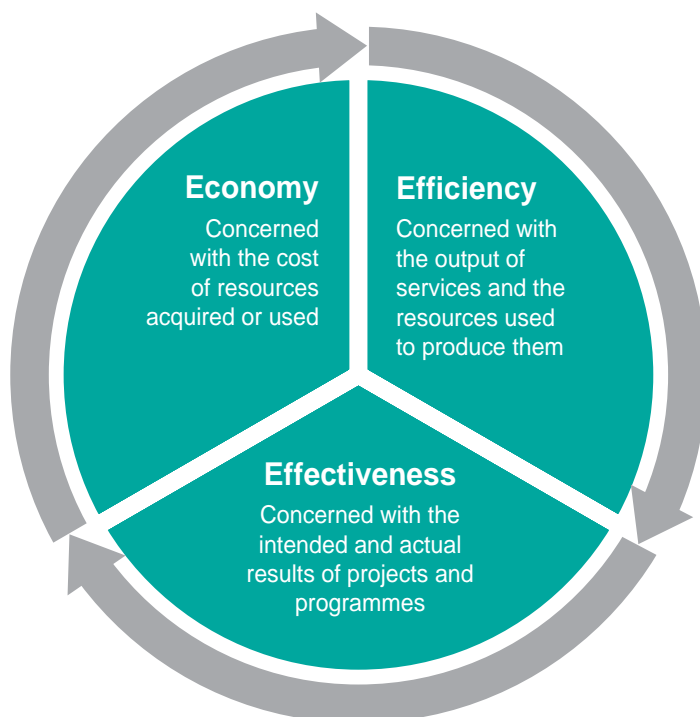 Economy
Concerned
with the cost
of resources
acquired or used
Efficiency
Concerned with
the output of
services and the
resources used
to produce them
Effectiveness
Concerned with the
intended and actual
results of projects and
programmes